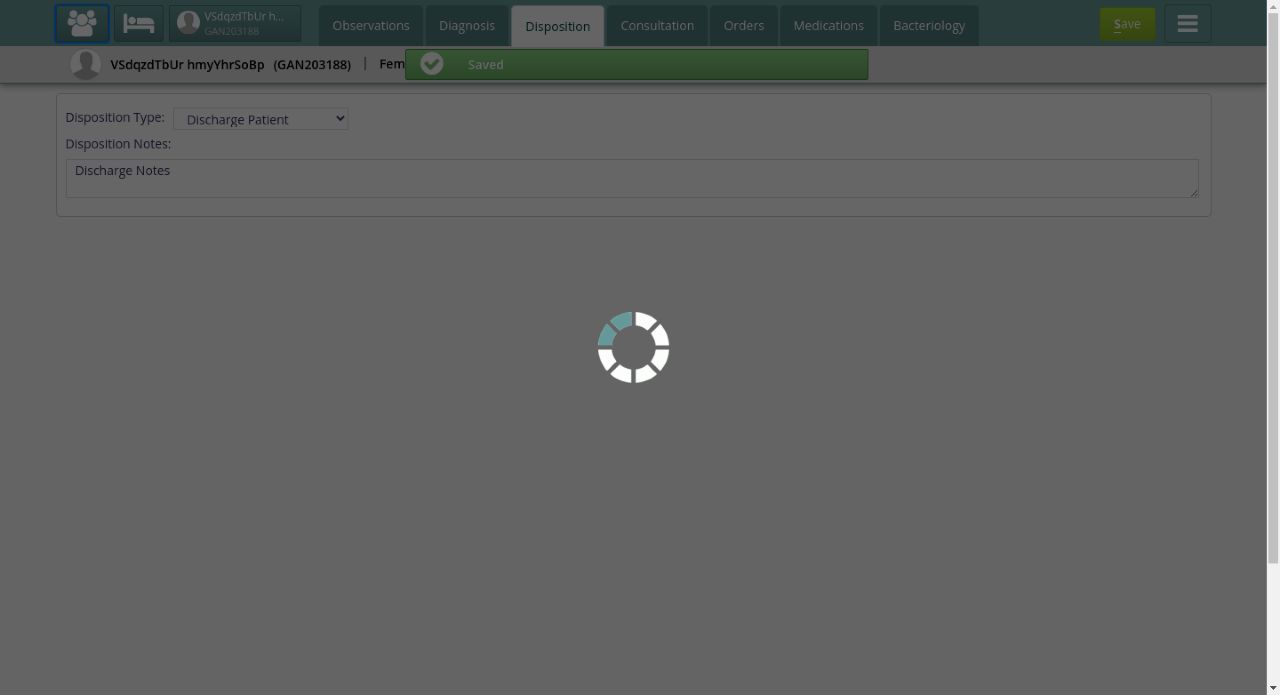 VSdqzdTbUr h...
GAN203188
Observations
Diagnosis
Disposition
Consultation
Orders
Medications
Bacteriology
Save
VSdqzdTbUr hmyYhrSoBp (GAN203188) | Fem
Saved
Disposition Type: Discharge Patient
Disposition Notes:
Discharge Notes